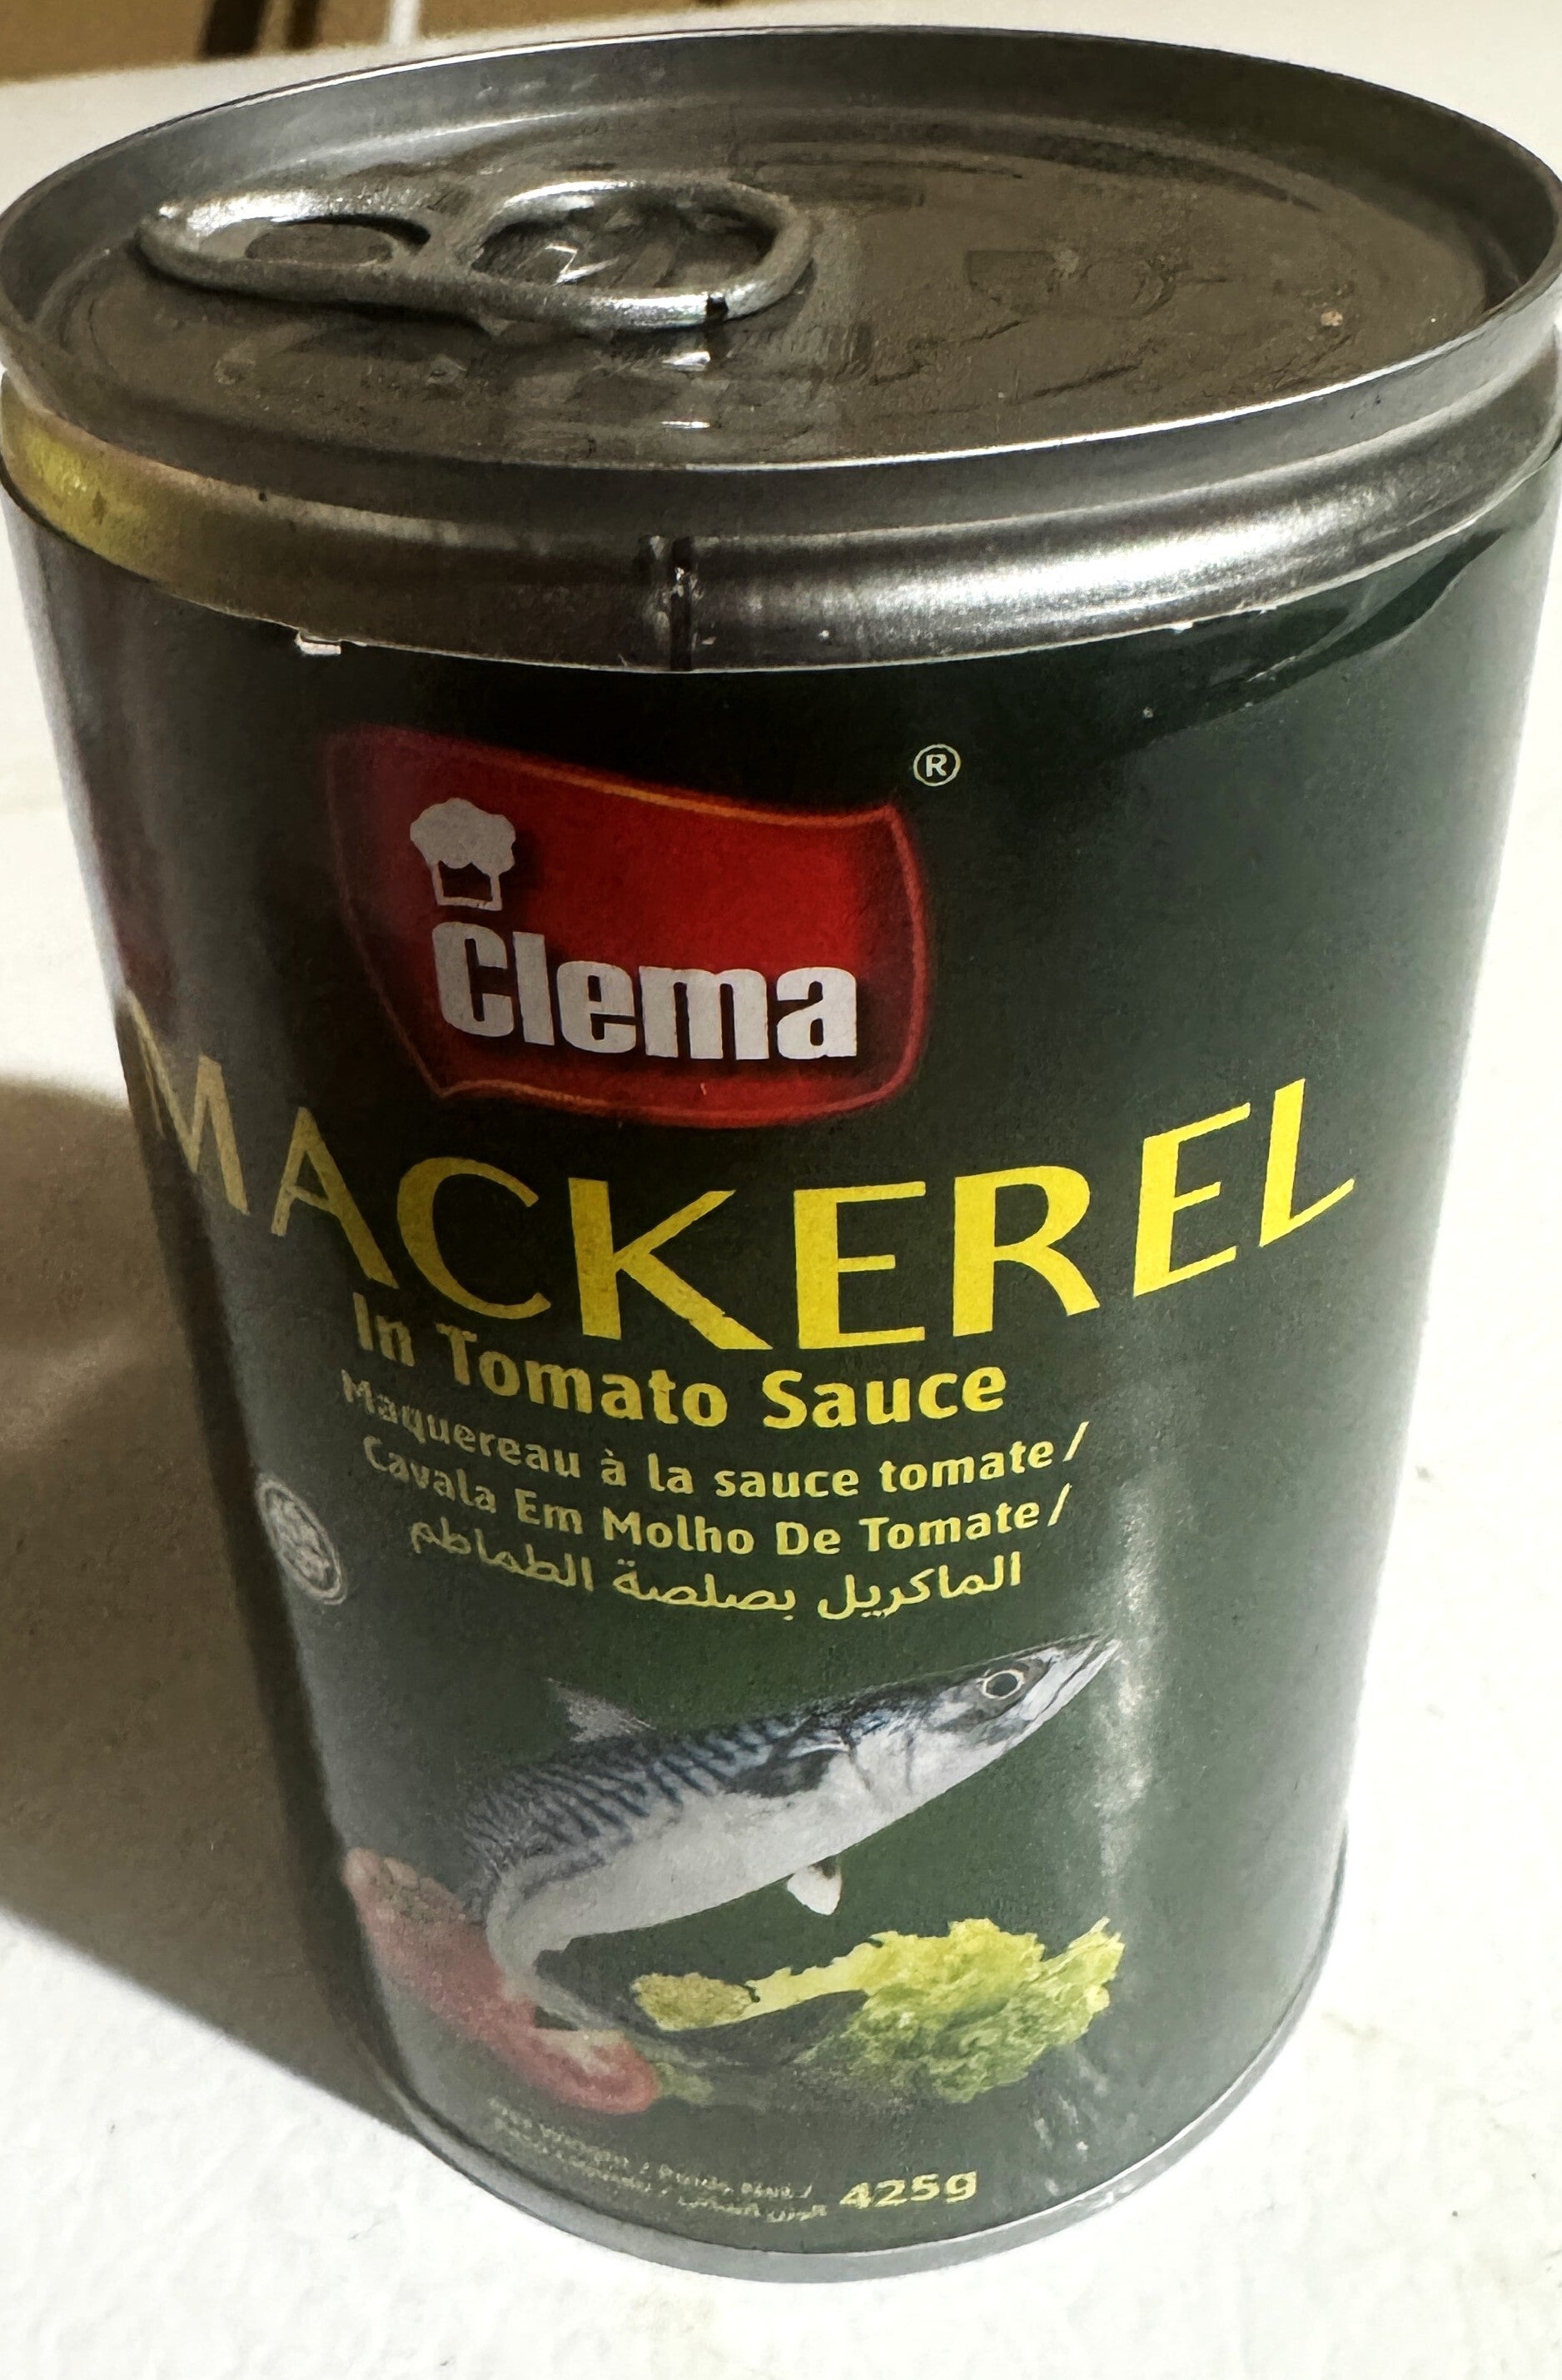 ®
Clema
MACKEREL
In Tomato Sauce
Maquereau à la sauce tomate /
Cavala Em Molho De Tomate /
الماكريل بصلصة الطماطم
425g